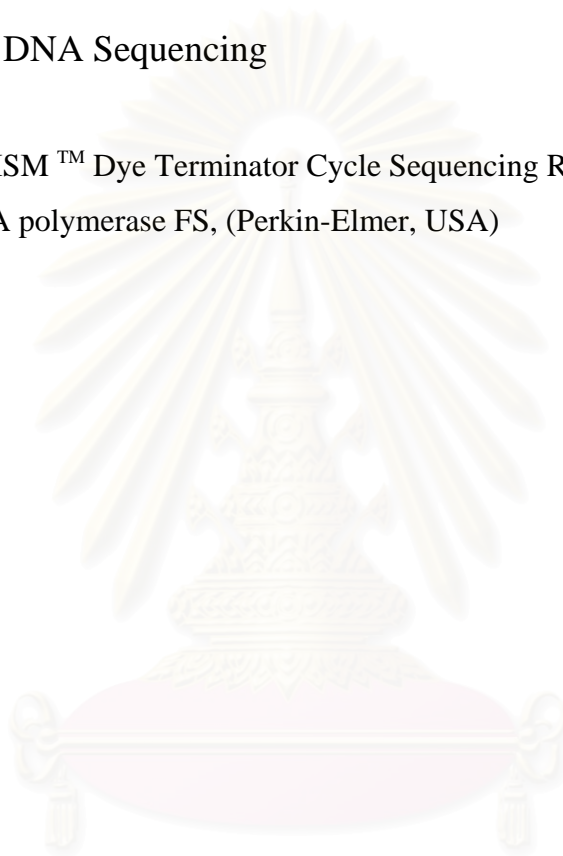 DNA Sequencing
ISM ™ Dye Terminator Cycle Sequencing R
A polymerase FS, (Perkin-Elmer, USA)